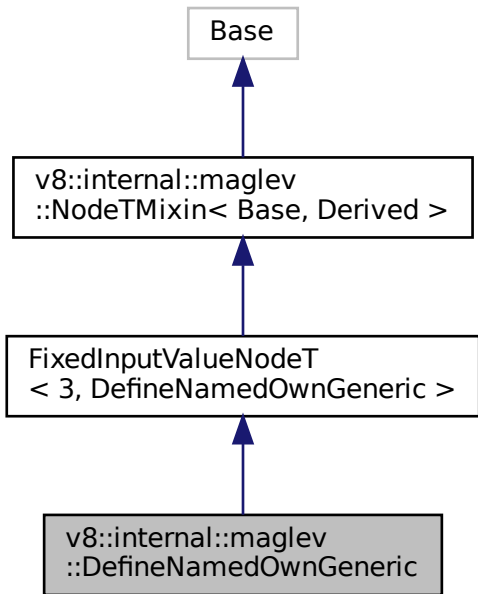 Base
v8::internal::maglev
::NodeTMixin< Base, Derived >
FixedInputValueNodeT
< 3, DefineNamedOwnGeneric >
v8::internal::maglev
::DefineNamedOwnGeneric